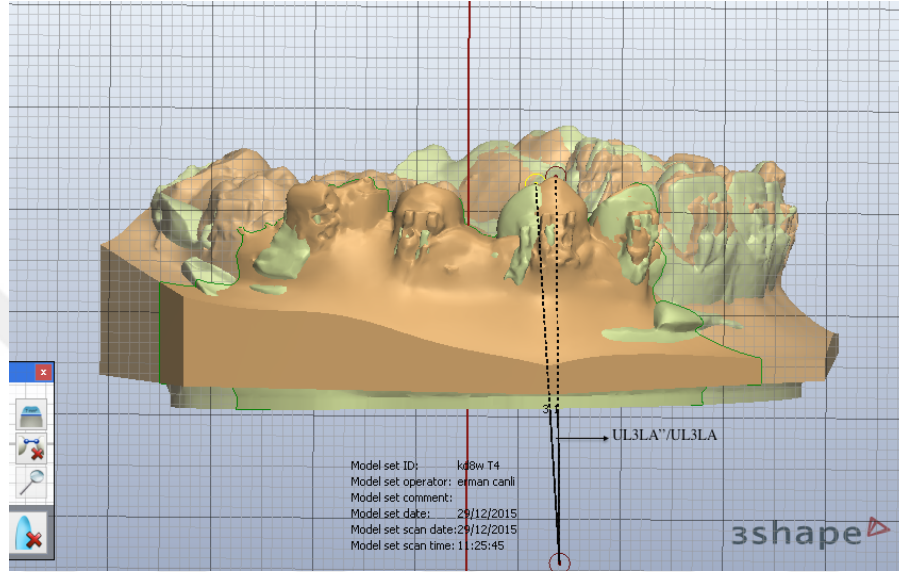 UL3LA"/UL3LA
Model set ID: kd8w T4
Model set operator: erman canli
Model set comment:
Model set date: 29/12/2015
Model set scan date: 29/12/2015
Model set scan time: 11:25:45
3shape